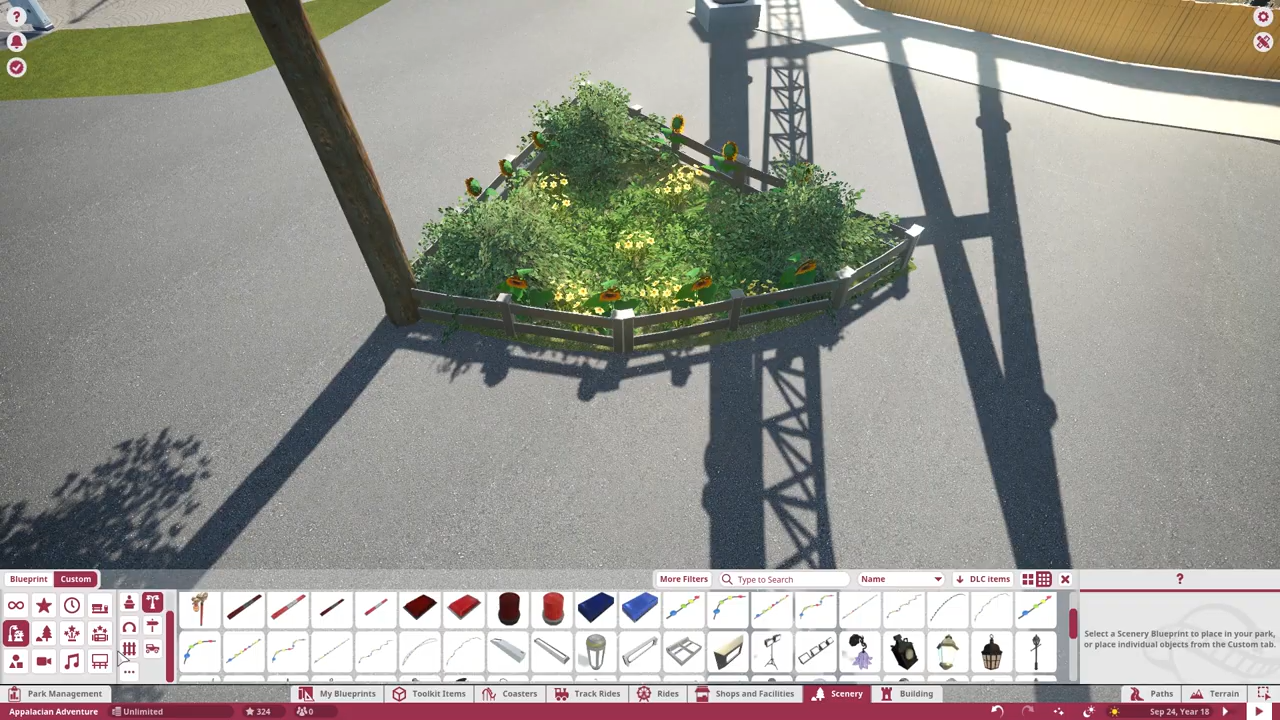 ?
Blueprint Custom More Filters Type to Search Name DLC items ?
Select a Scenery Blueprint to place in your park,
or place individual objects from the Custom tab.
Park Management My Blueprints Toolkit Items Coasters Track Rides Rides Shops and Facilities Scenery Building Paths Terrain
Appalacian Adventure Unlimited 324 0 Sep 24, Year 18